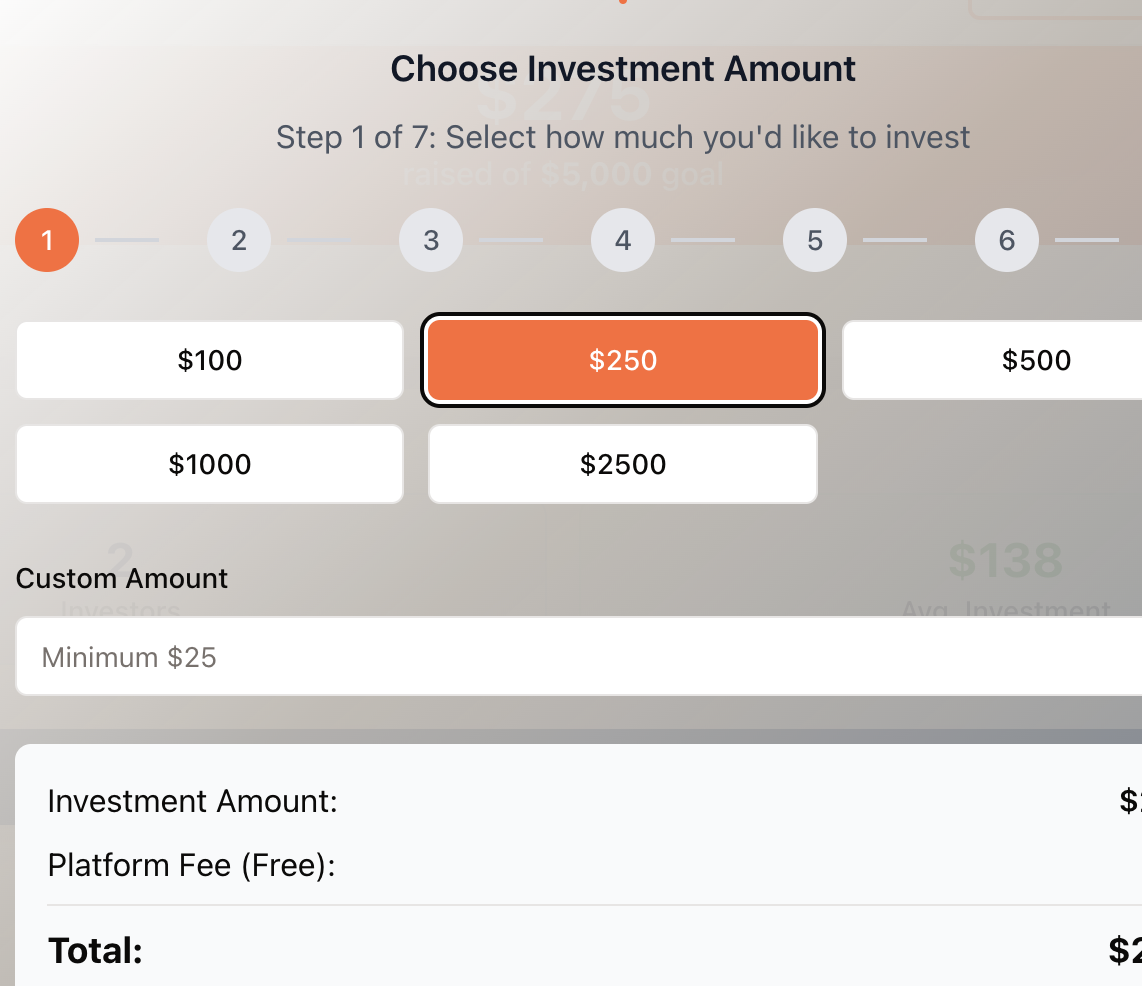 Choose Investment Amount
$275
Step 1 of 7: Select how much you'd like to invest
raised of $5,000 goal
1 2 3 4 5 6
$100 $250 $500
$1000 $2500
2 $138
Custom Amount
Investors Avg. Investment
Minimum $25
Investment Amount: $
Platform Fee (Free):
Total: $2